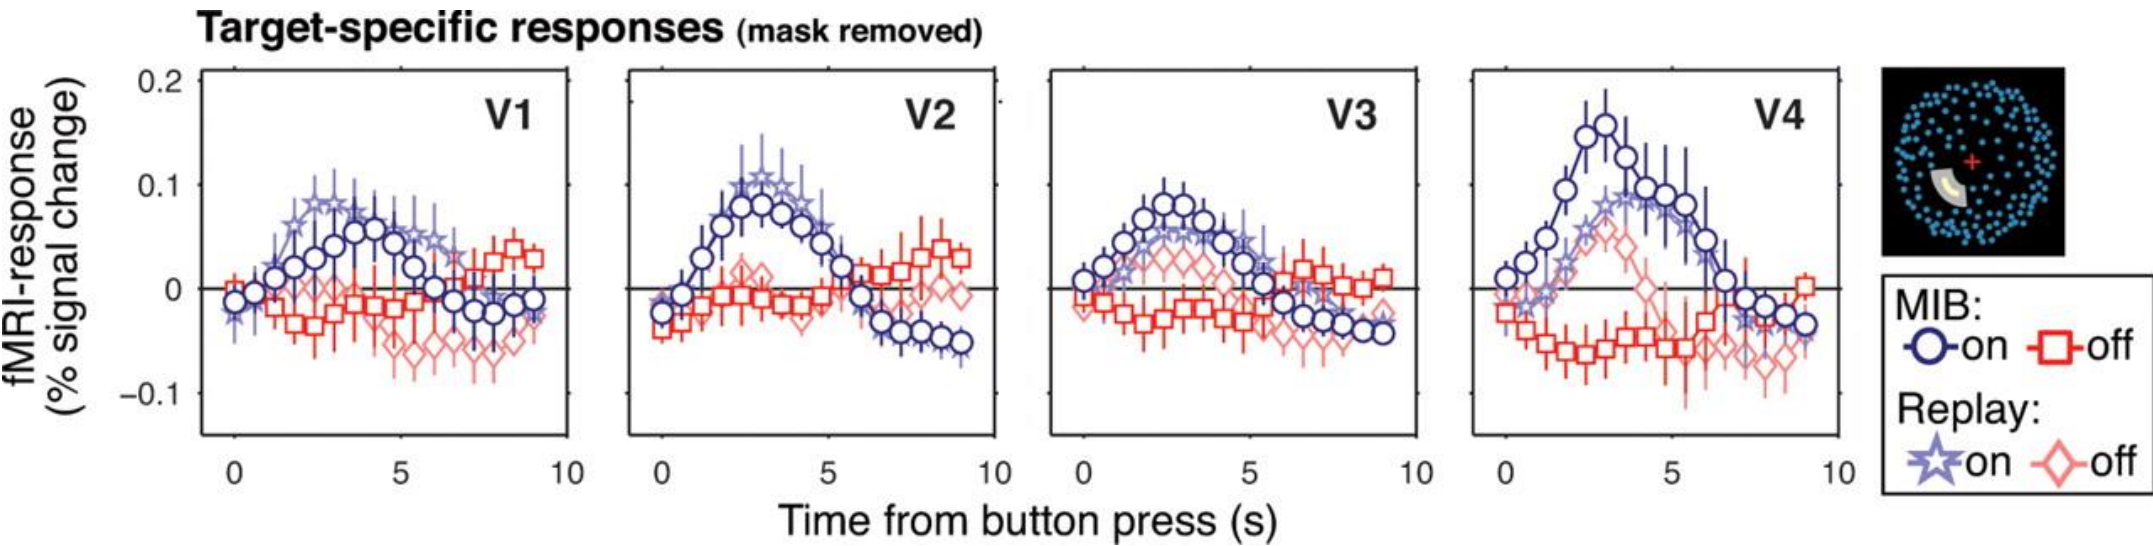 Target-specific responses (mask removed)
fMRI-response
(% signal change)
0.2
0.1
0
−0.1
V1
V2
V3
V4
0 5 10
0 5 10
0 5 10
0 5 10
Time from button press (s)
MIB:
on off
Replay:
on off